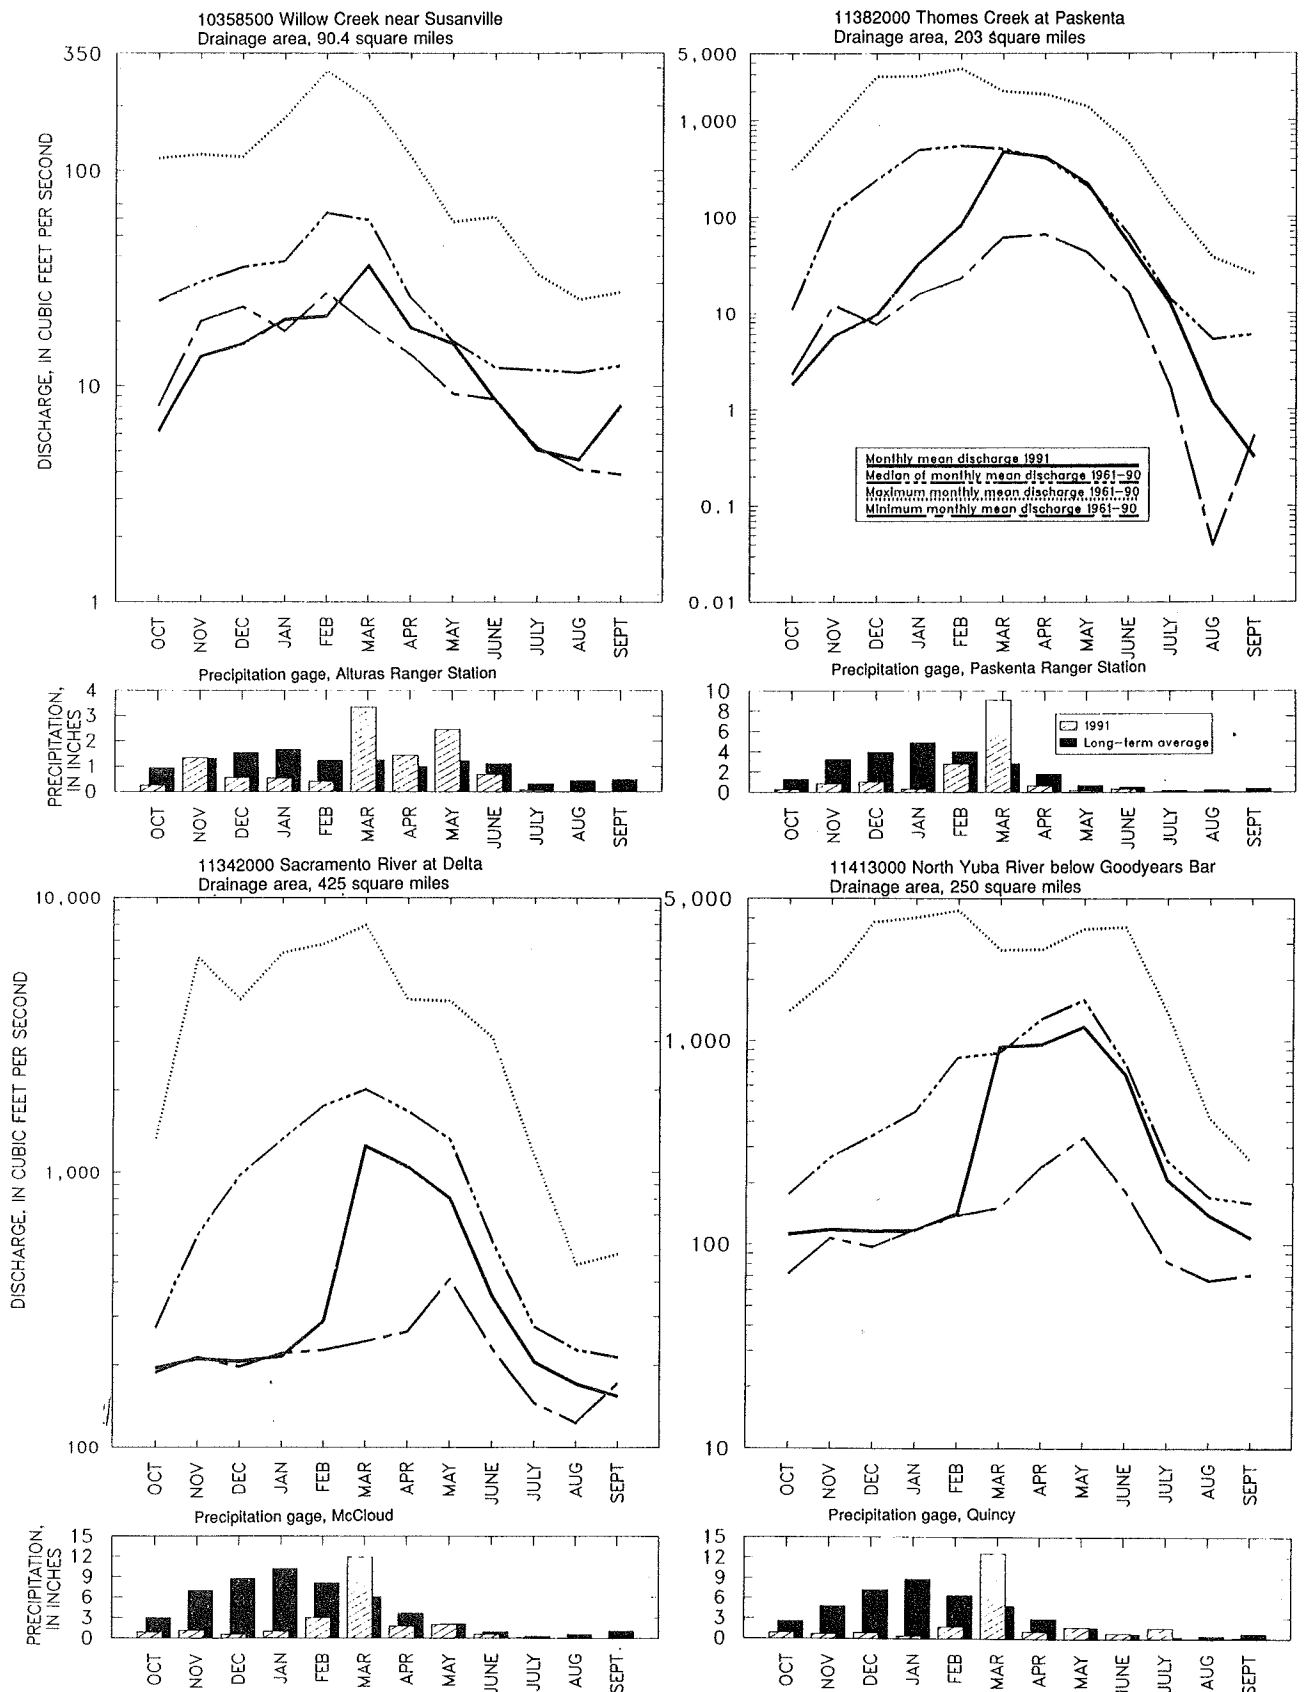 10358500 Willow Creek near Susanville
Drainage area, 90.4 square miles
350
100
10
1
DISCHARGE, IN CUBIC FEET PER SECOND
OCT NOV DEC JAN FEB MAR APR MAY JUNE JULY AUG SEPT
Precipitation gage, Alturas Ranger Station
PRECIPITATION,
IN INCHES
4
3
2
1
0
OCT NOV DEC JAN FEB MAR APR MAY JUNE JULY AUG SEPT
11382000 Thomes Creek at Paskenta
Drainage area, 203 square miles
5,000
1,000
100
10
1
0.1
0.01
Monthly mean discharge 1991
Median of monthly mean discharge 1961-90
Maximum monthly mean discharge 1961-90
Minimum monthly mean discharge 1961-90
OCT NOV DEC JAN FEB MAR APR MAY JUNE JULY AUG SEPT
Precipitation gage, Paskenta Ranger Station
10
8
6
4
2
0
1991
Long-term average
OCT NOV DEC JAN FEB MAR APR MAY JUNE JULY AUG SEPT
11342000 Sacramento River at Delta
Drainage area, 425 square miles
10,000
1,000
100
DISCHARGE, IN CUBIC FEET PER SECOND
OCT NOV DEC JAN FEB MAR APR MAY JUNE JULY AUG SEPT
Precipitation gage, McCloud
PRECIPITATION,
IN INCHES
15
12
9
6
3
0
OCT NOV DEC JAN FEB MAR APR MAY JUNE JULY AUG SEPT
11413000 North Yuba River below Goodyears Bar
Drainage area, 250 square miles
5,000
1,000
100
10
OCT NOV DEC JAN FEB MAR APR MAY JUNE JULY AUG SEPT
Precipitation gage, Quincy
15
12
9
6
3
0
OCT NOV DEC JAN FEB MAR APR MAY JUNE JULY AUG SEPT